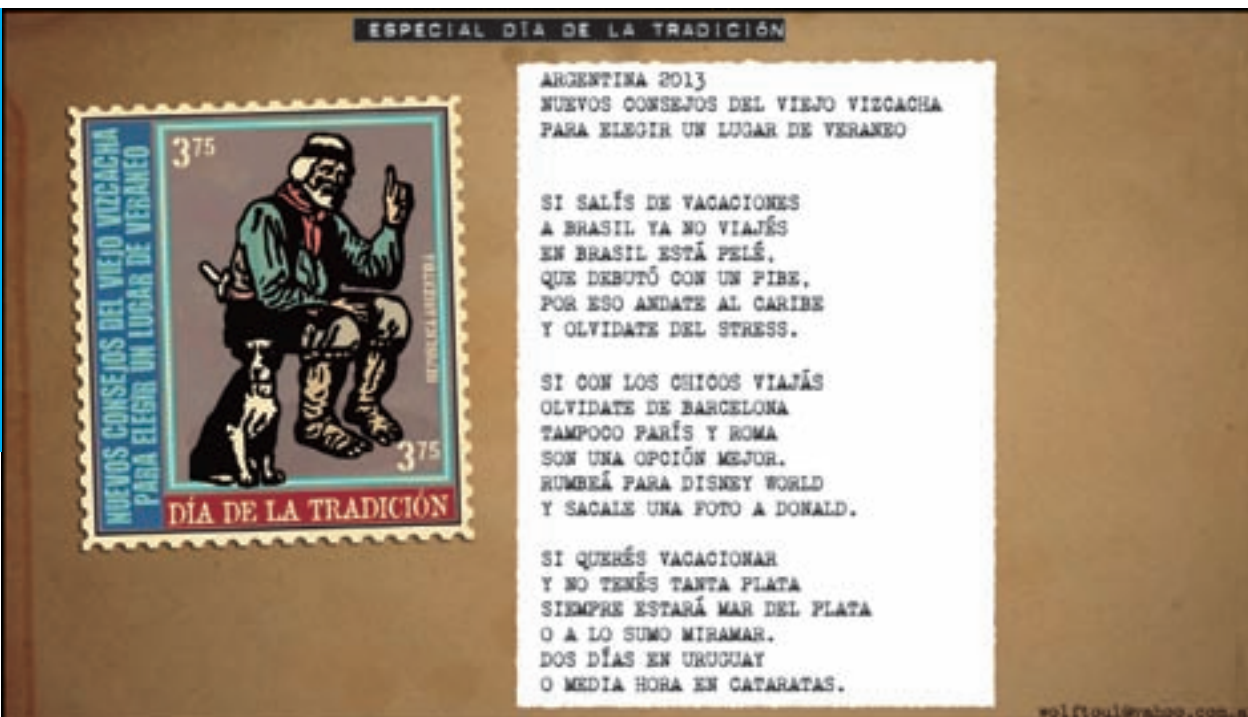 ESPECIAL DÍA DE LA TRADICIÓN
NUEVOS CONSEJOS DEL VIEJO VIZCACHA
PARA ELEGIR UN LUGAR DE VERANEO
3 75
REPUBLICA ARGENTINA
3 75
DÍA DE LA TRADICIÓN
ARGENTINA 2013
NUEVOS CONSEJOS DEL VIEJO VIZCACHA
PARA ELEGIR UN LUGAR DE VERANEO
SI SALÍS DE VACACIONES
A BRASIL YA NO VIAJÉS
EN BRASIL ESTÁ PELÉ,
QUE DEBUTÓ CON UN PIBE,
POR ESO ANDATE AL CARIBE
Y OLVIDATE DEL STRESS.
SI CON LOS CHICOS VIAJÁS
OLVIDATE DE BARCELONA
TAMPOCO PARÍS Y ROMA
SON UNA OPCIÓN MEJOR.
RUMBEÁ PARA DISNEY WORLD
Y SACALE UNA FOTO A DONALD.
SI QUERÉS VACACIONAR
Y NO TENÉS TANTA PLATA
SIEMPRE ESTARÁ MAR DEL PLATA
O A LO SUMO MIRAMAR.
DOS DÍAS EN URUGUAY
O MEDIA HORA EN CATARATAS.